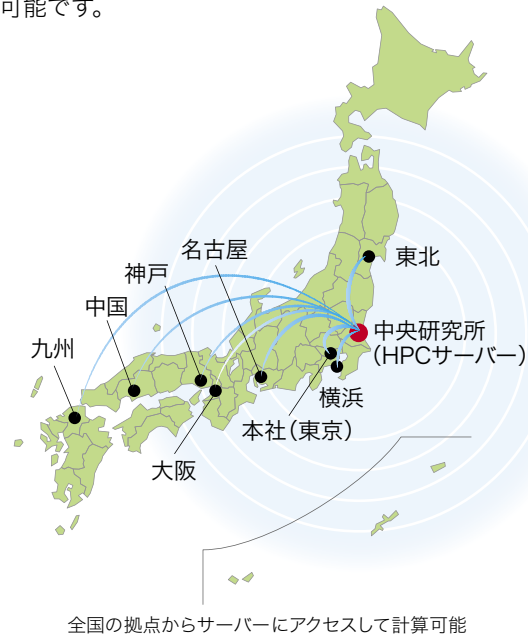 可能です。
東北
名古屋
神戸
中国
中央研究所
(HPCサーバー)
九州
横浜
本社(東京)
大阪
全国の拠点からサーバーにアクセスして計算可能